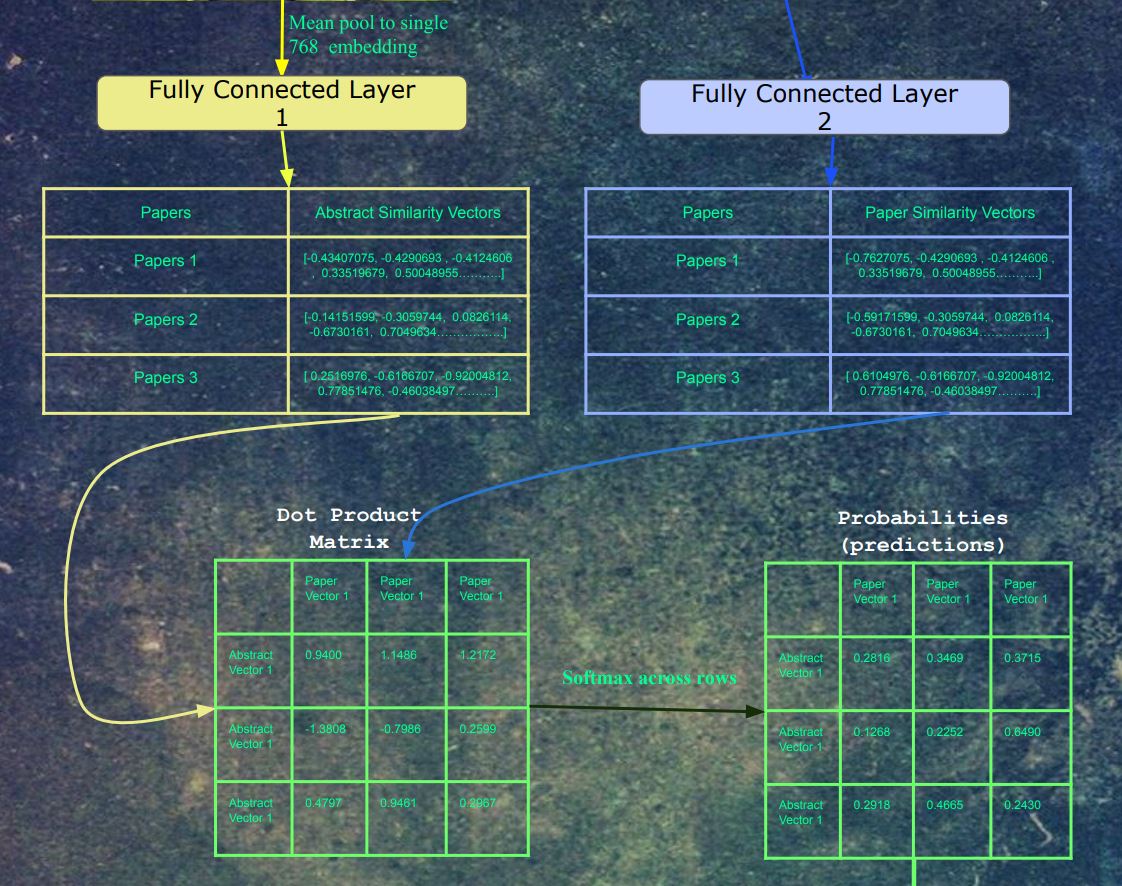 Mean pool to single
768 embedding
Fully Connected Layer
1
Fully Connected Layer
2
Papers
Abstract Similarity Vectors
Papers 1
[-0.43407075, -0.4290693 , -0.4124606
, 0.33519679, 0.50048955………..]
Papers 2
[-0.14151599, -0.3059744, 0.0826114,
-0.6730161, 0.7049634……………..]
Papers 3
[ 0.2516976, -0.6166707, -0.92004812,
0.77851476, -0.46038497……….]
Papers
Paper Similarity Vectors
Papers 1
[-0.7627075, -0.4290693 , -0.4124606 ,
0.33519679, 0.50048955………..]
Papers 2
[-0.59171599, -0.3059744, 0.0826114,
-0.6730161, 0.7049634……………..]
Papers 3
[ 0.6104976, -0.6166707, -0.92004812,
0.77851476, -0.46038497……….]
Dot Product
Matrix
Paper
Vector 1
Paper
Vector 1
Paper
Vector 1
Abstract
Vector 1
0.9400
1.1486
1.2172
Abstract
Vector 1
-1.3808
-0.7986
0.2599
Abstract
Vector 1
0.4797
0.9461
0.2967
Softmax across rows
Probabilities
(predictions)
Paper
Vector 1
Paper
Vector 1
Paper
Vector 1
Abstract
Vector 1
0.2816
0.3469
0.3715
Abstract
Vector 1
0.1268
0.2252
0.6490
Abstract
Vector 1
0.2918
0.4665
0.2430